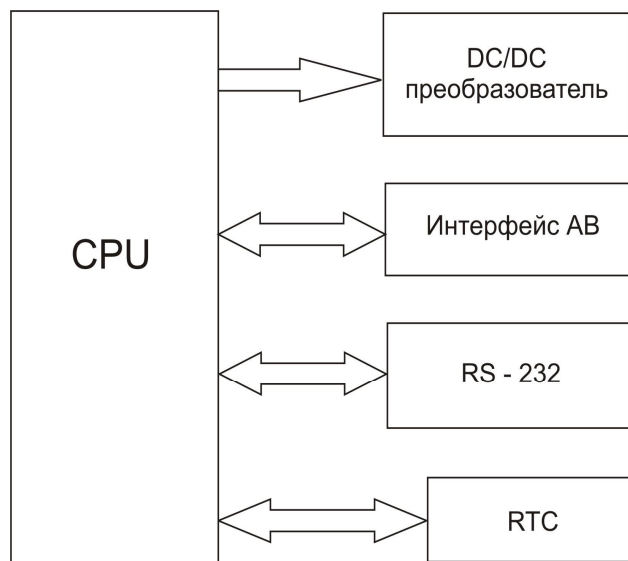 DC/DC
преобразователь
Интерфейс АВ
CPU
RS - 232
RTC